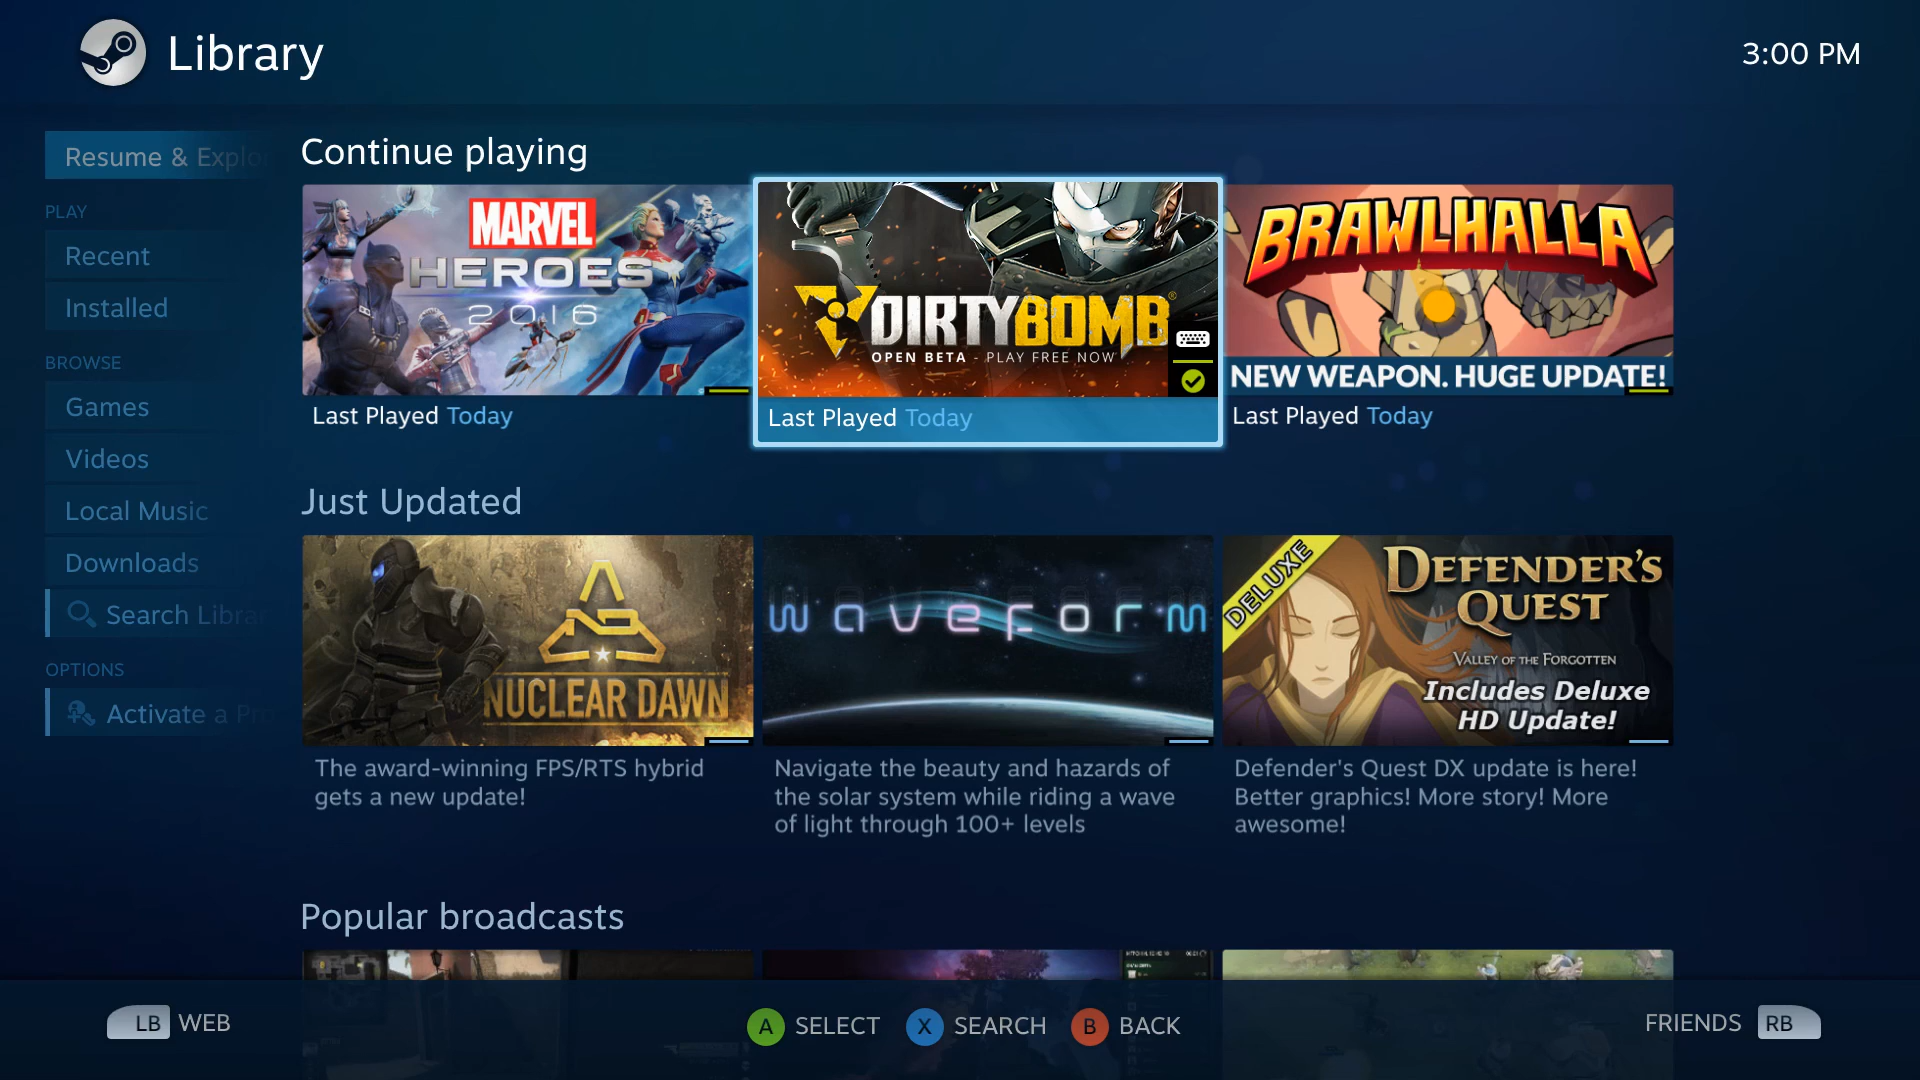 Library
3:00 PM
Resume & Explo
PLAY
Recent
Installed
BROWSE
Games
Videos
Local Music
Downloads
Search Librar
OPTIONS
Activate a Pro
Continue playing
MARVEL
HEROES
2016
Last Played Today
DIRTYBOMB®
OPEN BETA - PLAY FREE NOW
Last Played Today
BRAWLHALLA
NEW WEAPON. HUGE UPDATE!
Last Played Today
Just Updated
NUCLEAR DAWN
The award-winning FPS/RTS hybrid
gets a new update!
waveform
Navigate the beauty and hazards of
the solar system while riding a wave
of light through 100+ levels
DELUXE
DEFENDER'S
QUEST
VALLEY OF THE FORGOTTEN
Includes Deluxe
HD Update!
Defender's Quest DX update is here!
Better graphics! More story! More
awesome!
Popular broadcasts
LB WEB
A SELECT
X SEARCH
B BACK
FRIENDS RB